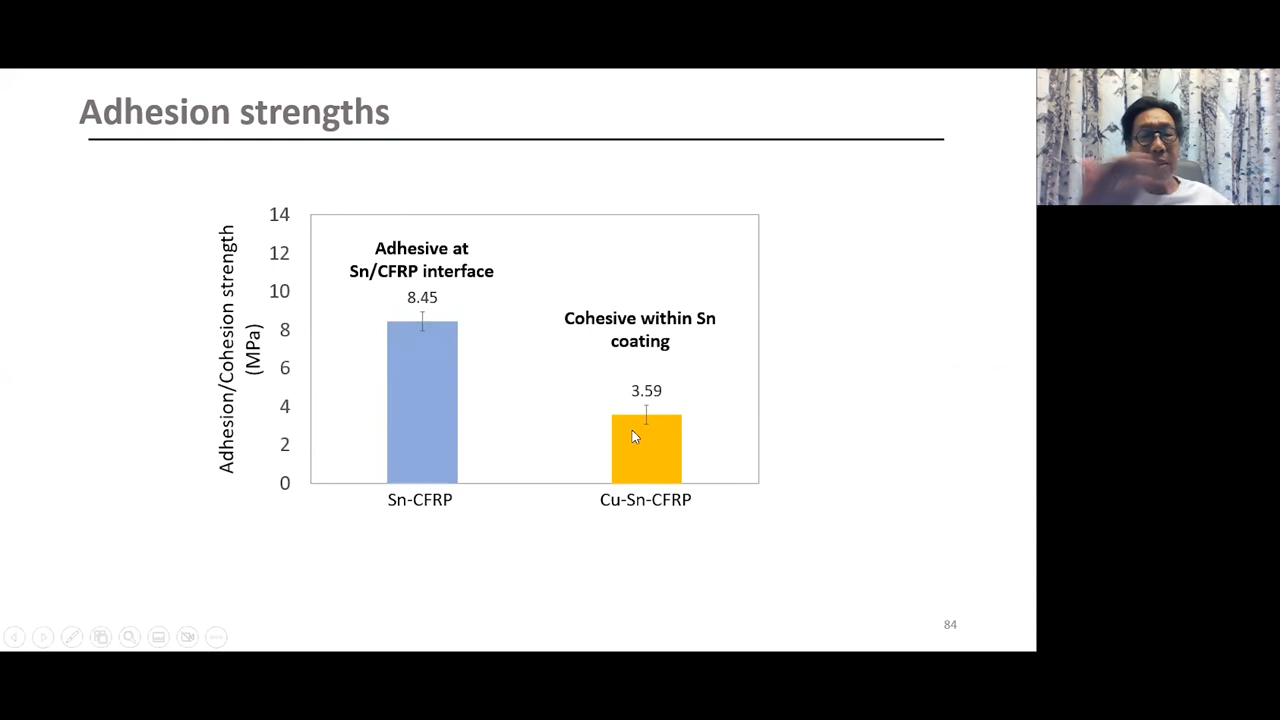 Adhesion strengths
Adhesion/Cohesion strength
(MPa)
14
12
10
8
6
4
2
0
Adhesive at
Sn/CFRP interface
8.45
Cohesive within Sn
coating
3.59
Sn-CFRP
Cu-Sn-CFRP
84